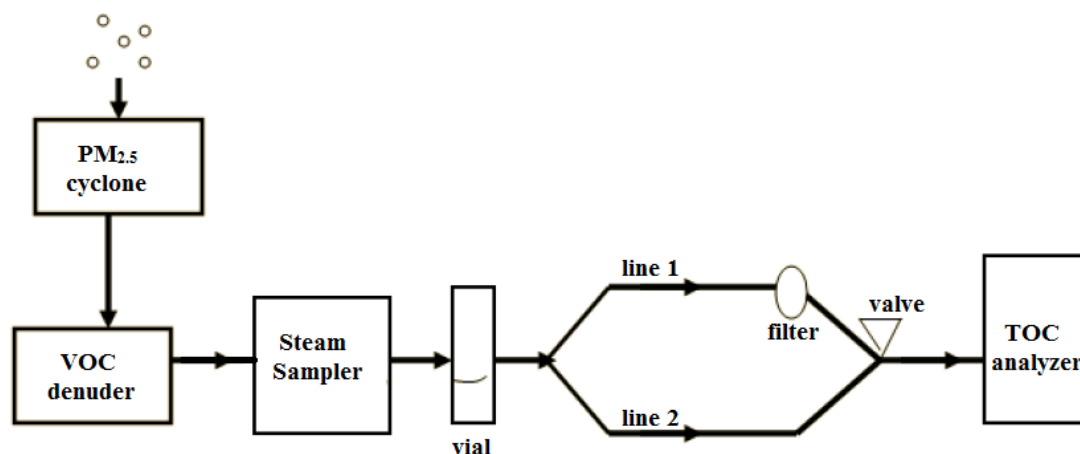 PM2.5
cyclone
VOC
denuder
Steam
Sampler
vial
line 1
line 2
filter
valve
TOC
analyzer